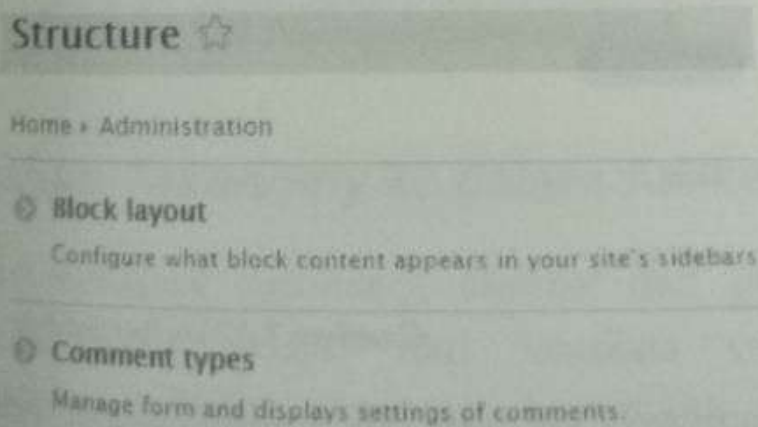 Structure
Home › Administration
Block layout
Configure what block content appears in your site's sidebars
Comment types
Manage form and displays settings of comments.